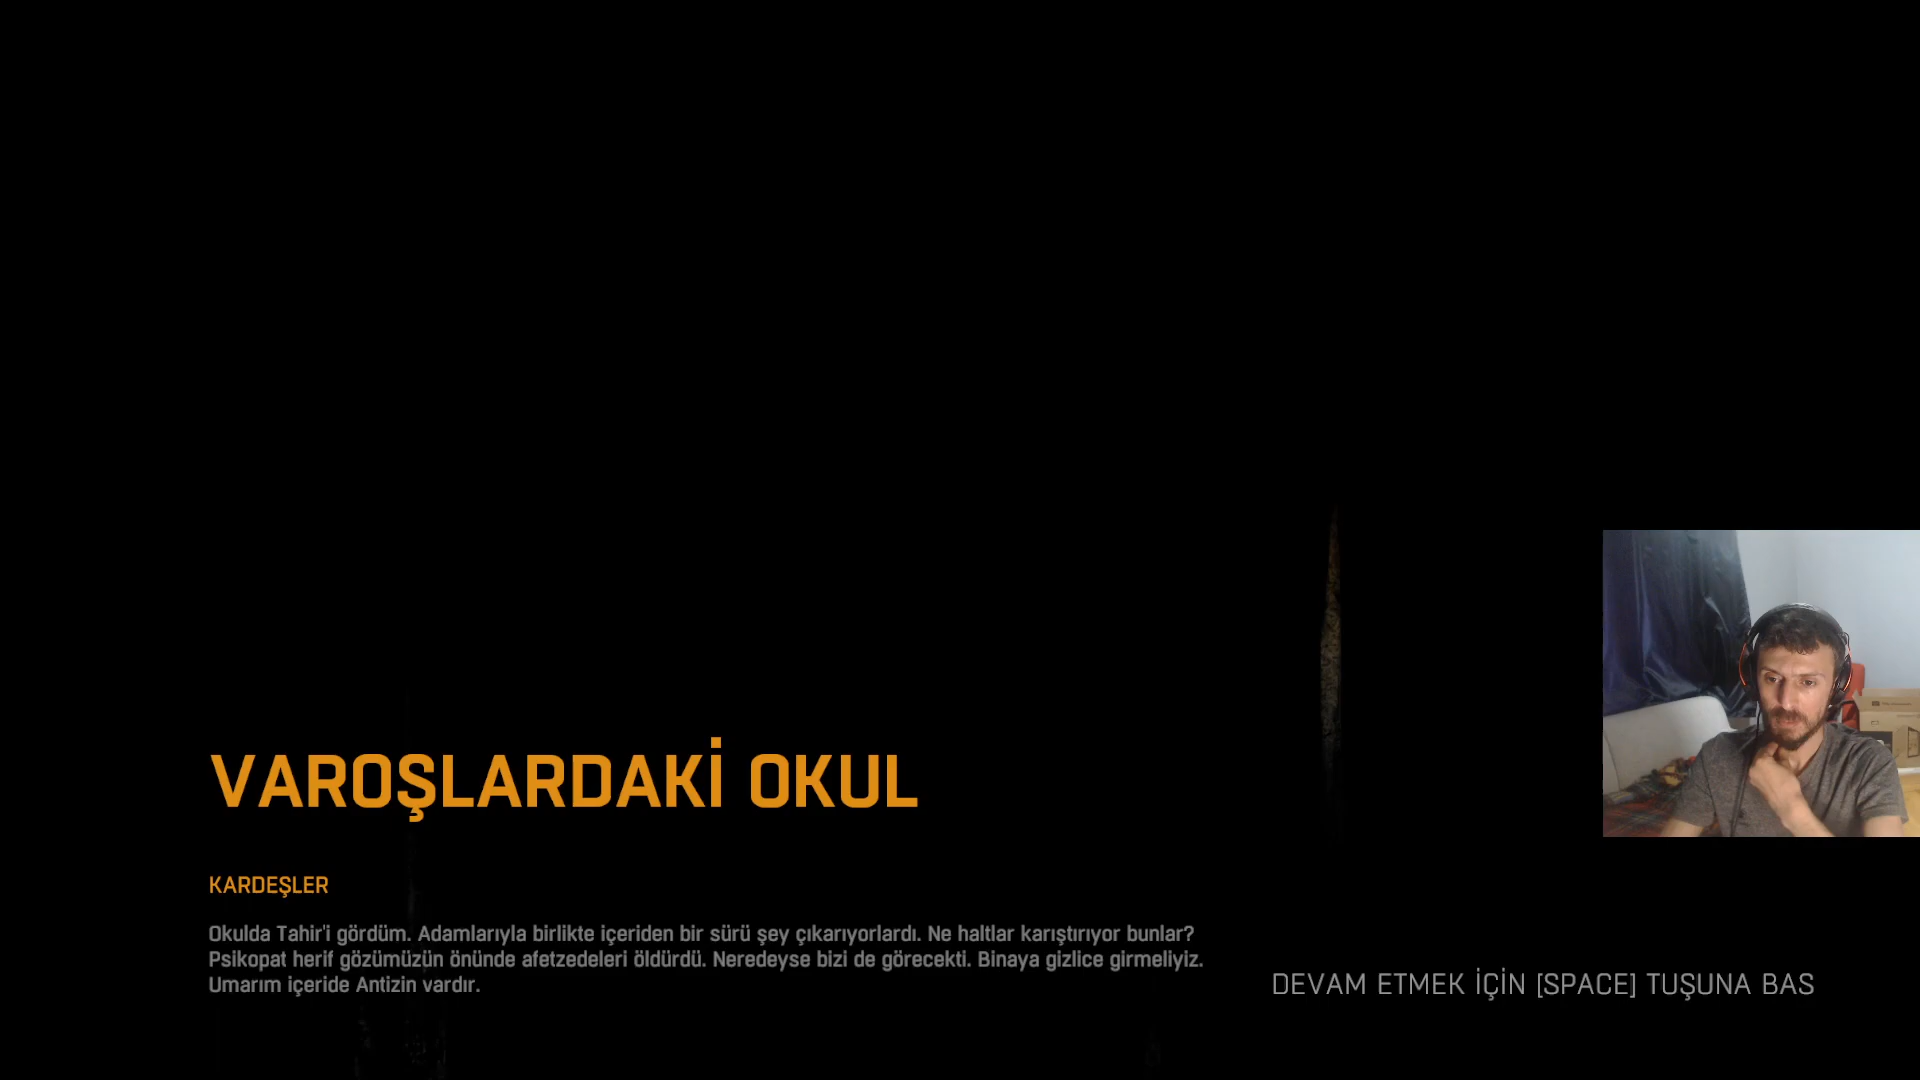 VAROŞLARDAKİ OKUL
KARDEŞLER
Okulda Tahir'i gördüm. Adamlarıyla birlikte içeriden bir sürü şey çıkarıyorlardı. Ne haltlar karıştırıyor bunlar?
Psikopat herif gözümüzün önünde afetzedeleri öldürdü. Neredeyse bizi de görecekti. Binaya gizlice girmeliyiz.
Umarım içeride Antizin vardır.
DEVAM ETMEK İÇİN [SPACE] TUŞUNA BAS